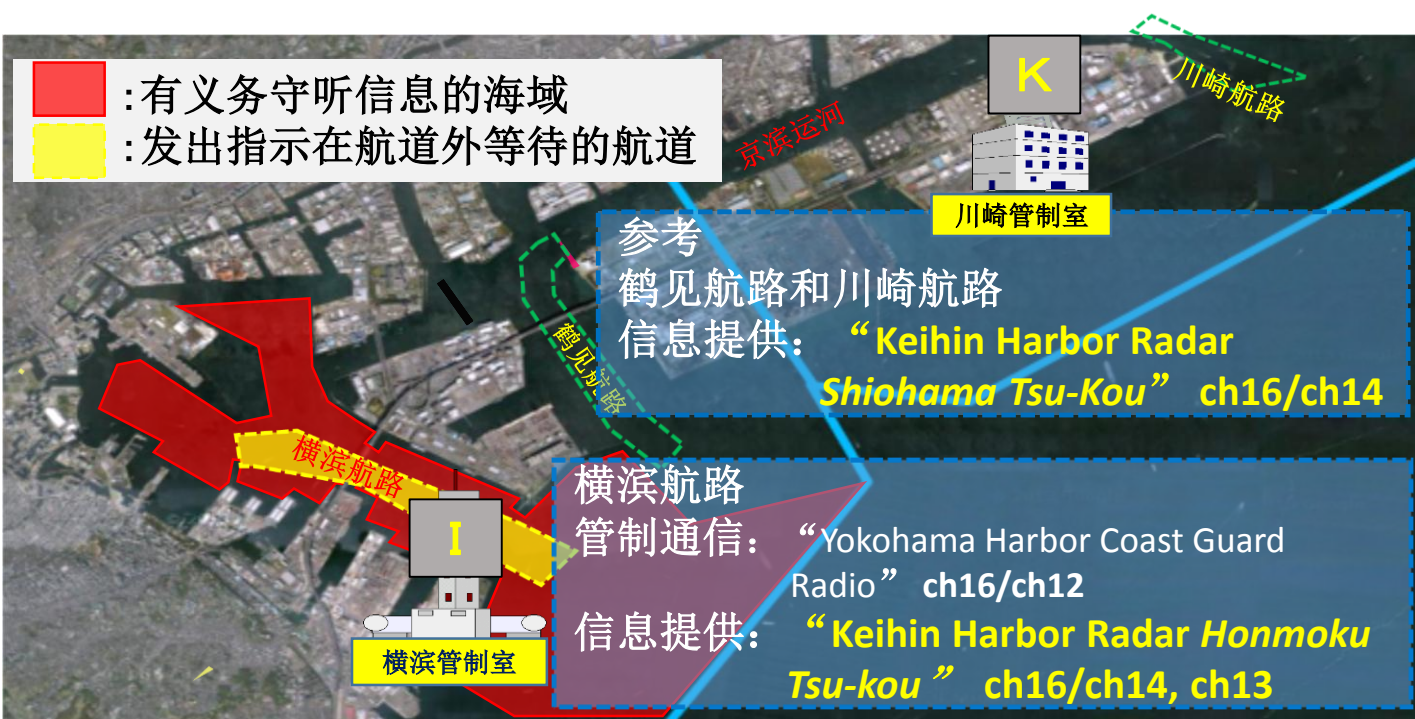 :有义务守听信息的海域
:发出指示在航道外等待的航道
京滨运河
K
川崎航路
川崎管制室
参考
鹤见航路和川崎航路
信息提供： “Keihin Harbor Radar
Shiohama Tsu-Kou” ch16/ch14
鹤见航路
横滨航路
I
横滨管制室
横滨航路
管制通信：“Yokohama Harbor Coast Guard
Radio” ch16/ch12
信息提供： “Keihin Harbor Radar Honmoku
Tsu-kou” ch16/ch14, ch13